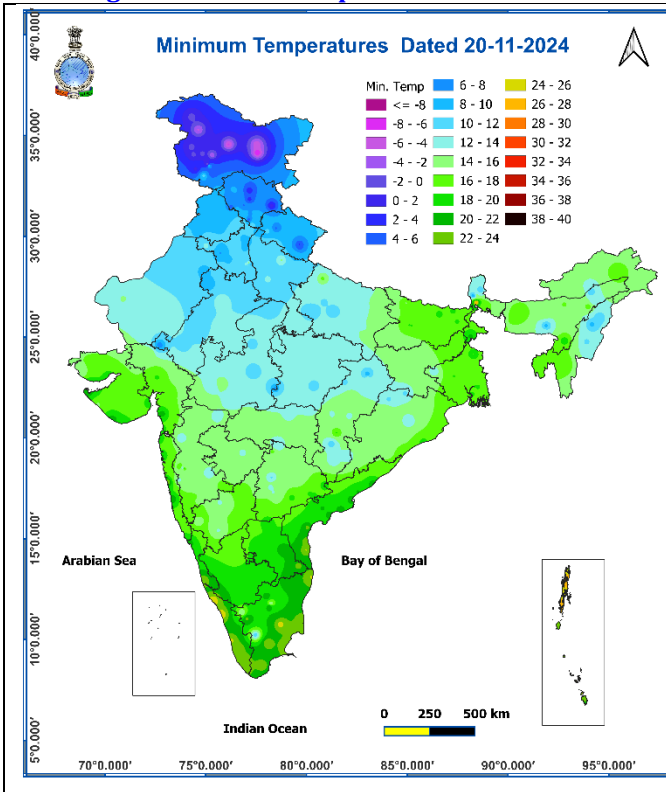 Minimum Temperatures Dated 20-11-2024
Min. Temp
<= -8
-8 - -6
-6 - -4
-4 - -2
-2 - 0
0 - 2
2 - 4
4 - 6
6 - 8
8 - 10
10 - 12
12 - 14
14 - 16
16 - 18
18 - 20
20 - 22
22 - 24
24 - 26
26 - 28
28 - 30
30 - 32
32 - 34
34 - 36
36 - 38
38 - 40
40°0.000'
35°0.000'
30°0.000'
25°0.000'
20°0.000'
15°0.000'
10°0.000'
5°0.000'
Arabian Sea
Bay of Bengal
Indian Ocean
0 250 500 km
70°0.000' 75°0.000' 80°0.000' 85°0.000' 90°0.000' 95°0.000'